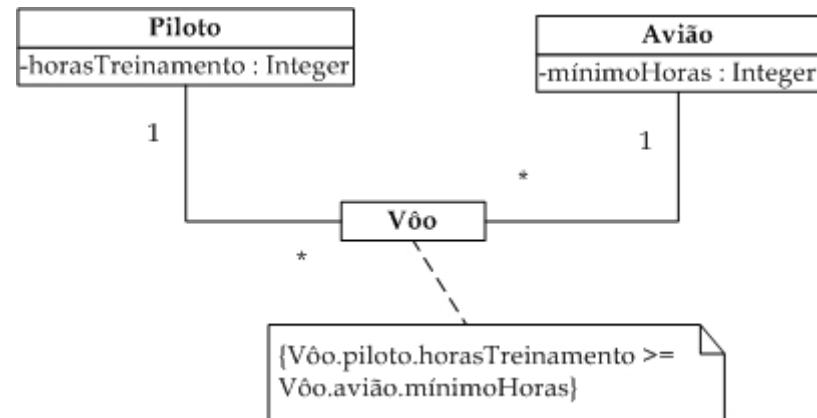 Piloto
-horasTreinamento : Integer
Avião
-mínimoHoras : Integer
1
1
*
Vôo
*
{Vôo.piloto.horasTreinamento >=
Vôo.avião.mínimoHoras}